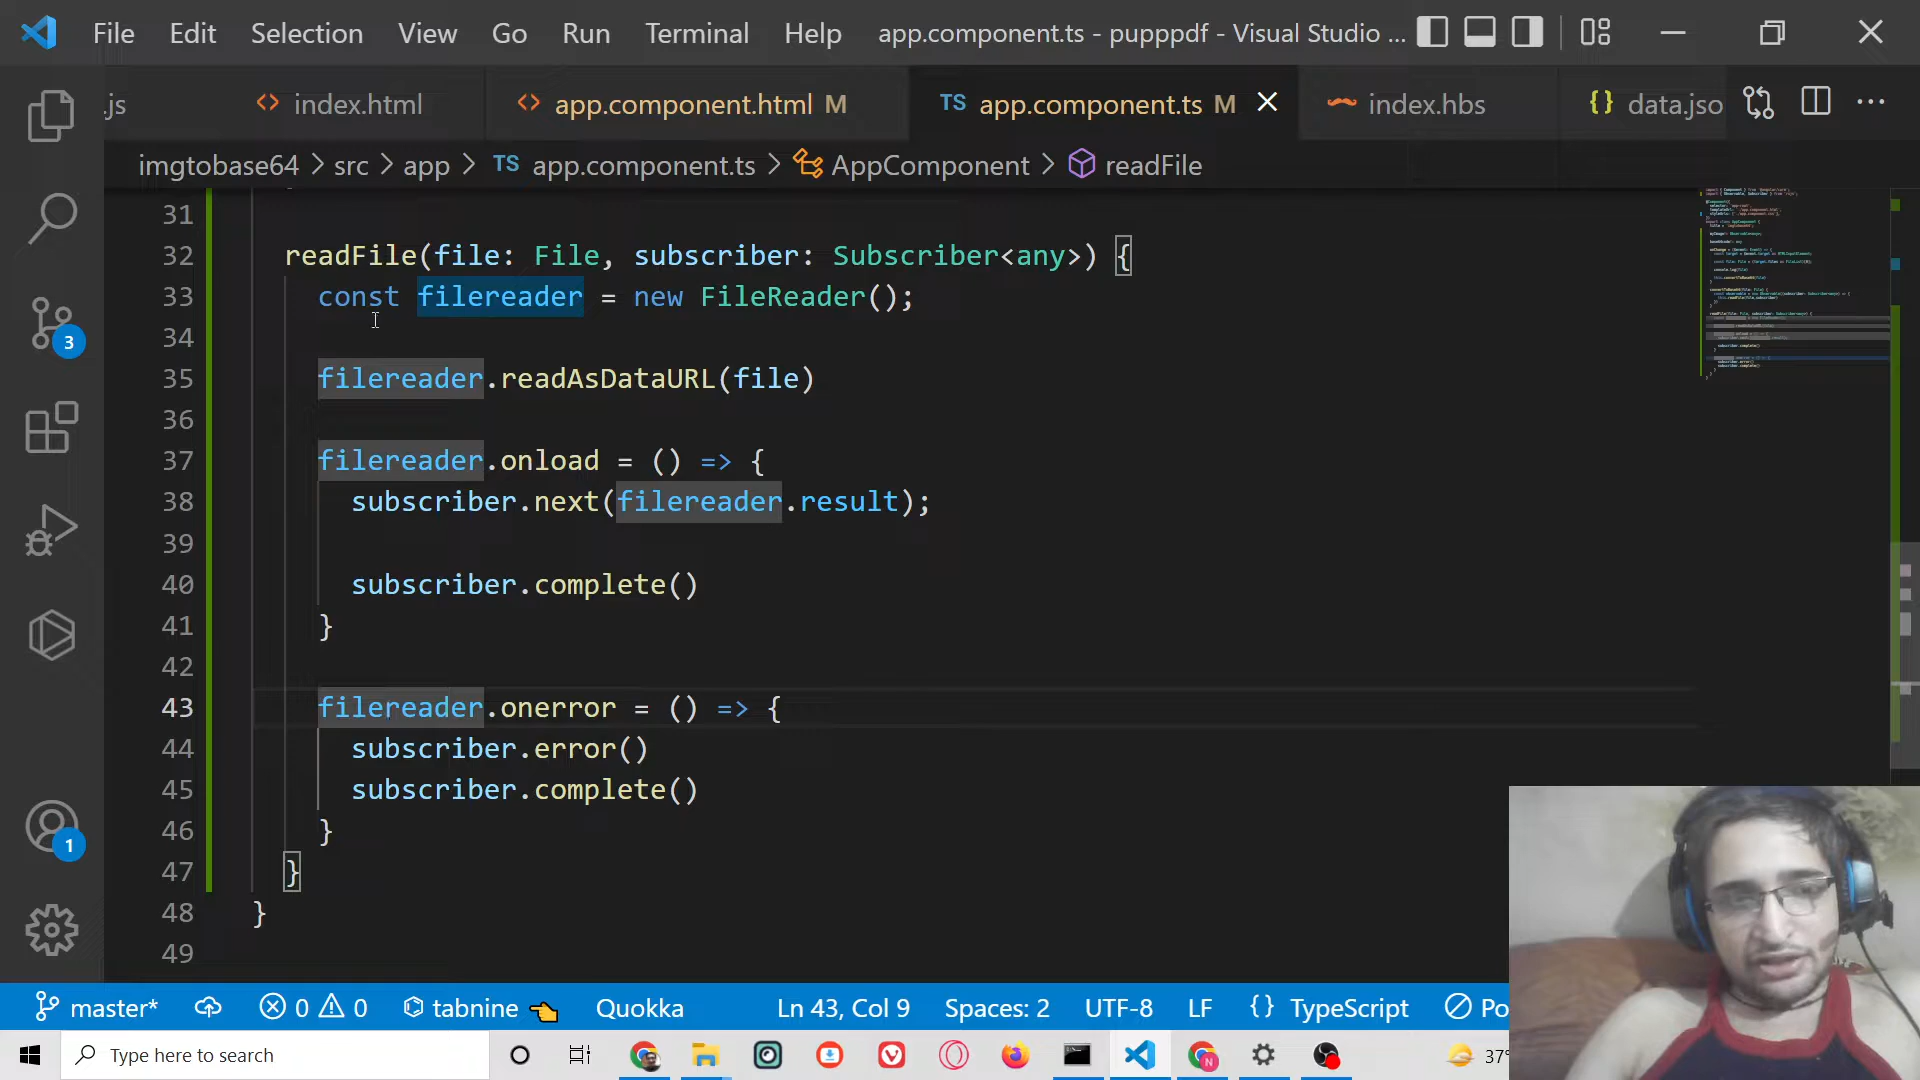 File Edit Selection View Go Run Terminal Help app.component.ts - pupppdf - Visual Studio ...
.js index.html app.component.html M TS app.component.ts M index.hbs data.jso
imgtobase64 > src > app > TS app.component.ts > AppComponent > readFile
31
32 readFile(file: File, subscriber: Subscriber<any>) {
33 const filereader = new FileReader();
34
35 filereader.readAsDataURL(file)
36
37 filereader.onload = () => {
38 subscriber.next(filereader.result);
39
40 subscriber.complete()
41 }
42
43 filereader.onerror = () => {
44 subscriber.error()
45 subscriber.complete()
46 }
47 }
48 }
49
3
1
master* 0 0 tabnine Quokka Ln 43, Col 9 Spaces: 2 UTF-8 LF {} TypeScript Po
Type here to search 37°